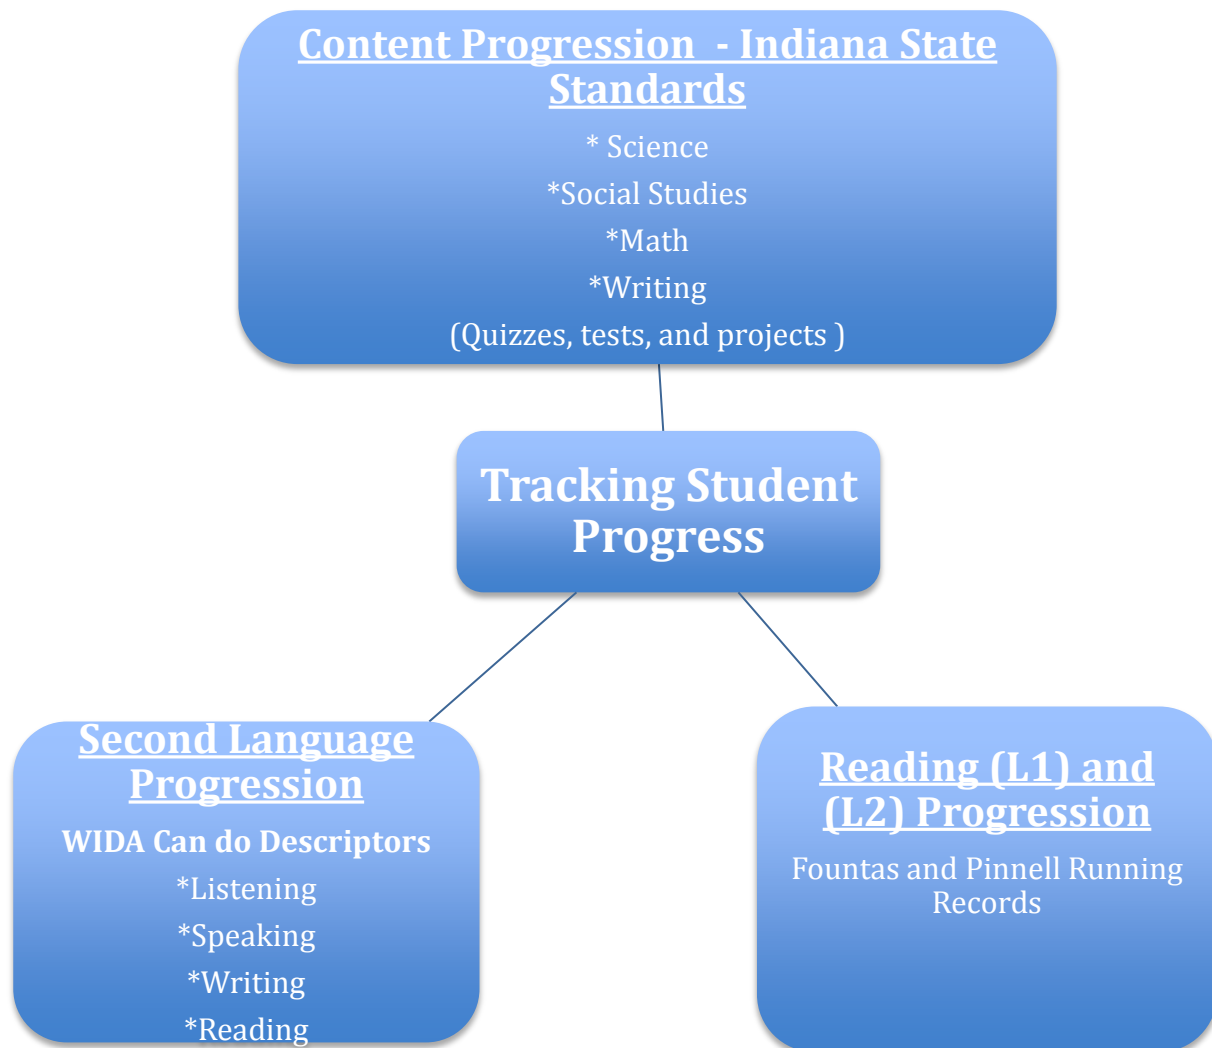 Content Progression  - Indiana State
Standards
* Science
*Social Studies
*Math
*Writing
(Quizzes, tests, and projects )
Tracking Student
Progress
Second Language
Progression
WIDA Can do Descriptors
*Listening
*Speaking
*Writing
*Reading
Reading (L1) and
(L2) Progression
Fountas and Pinnell Running
Records